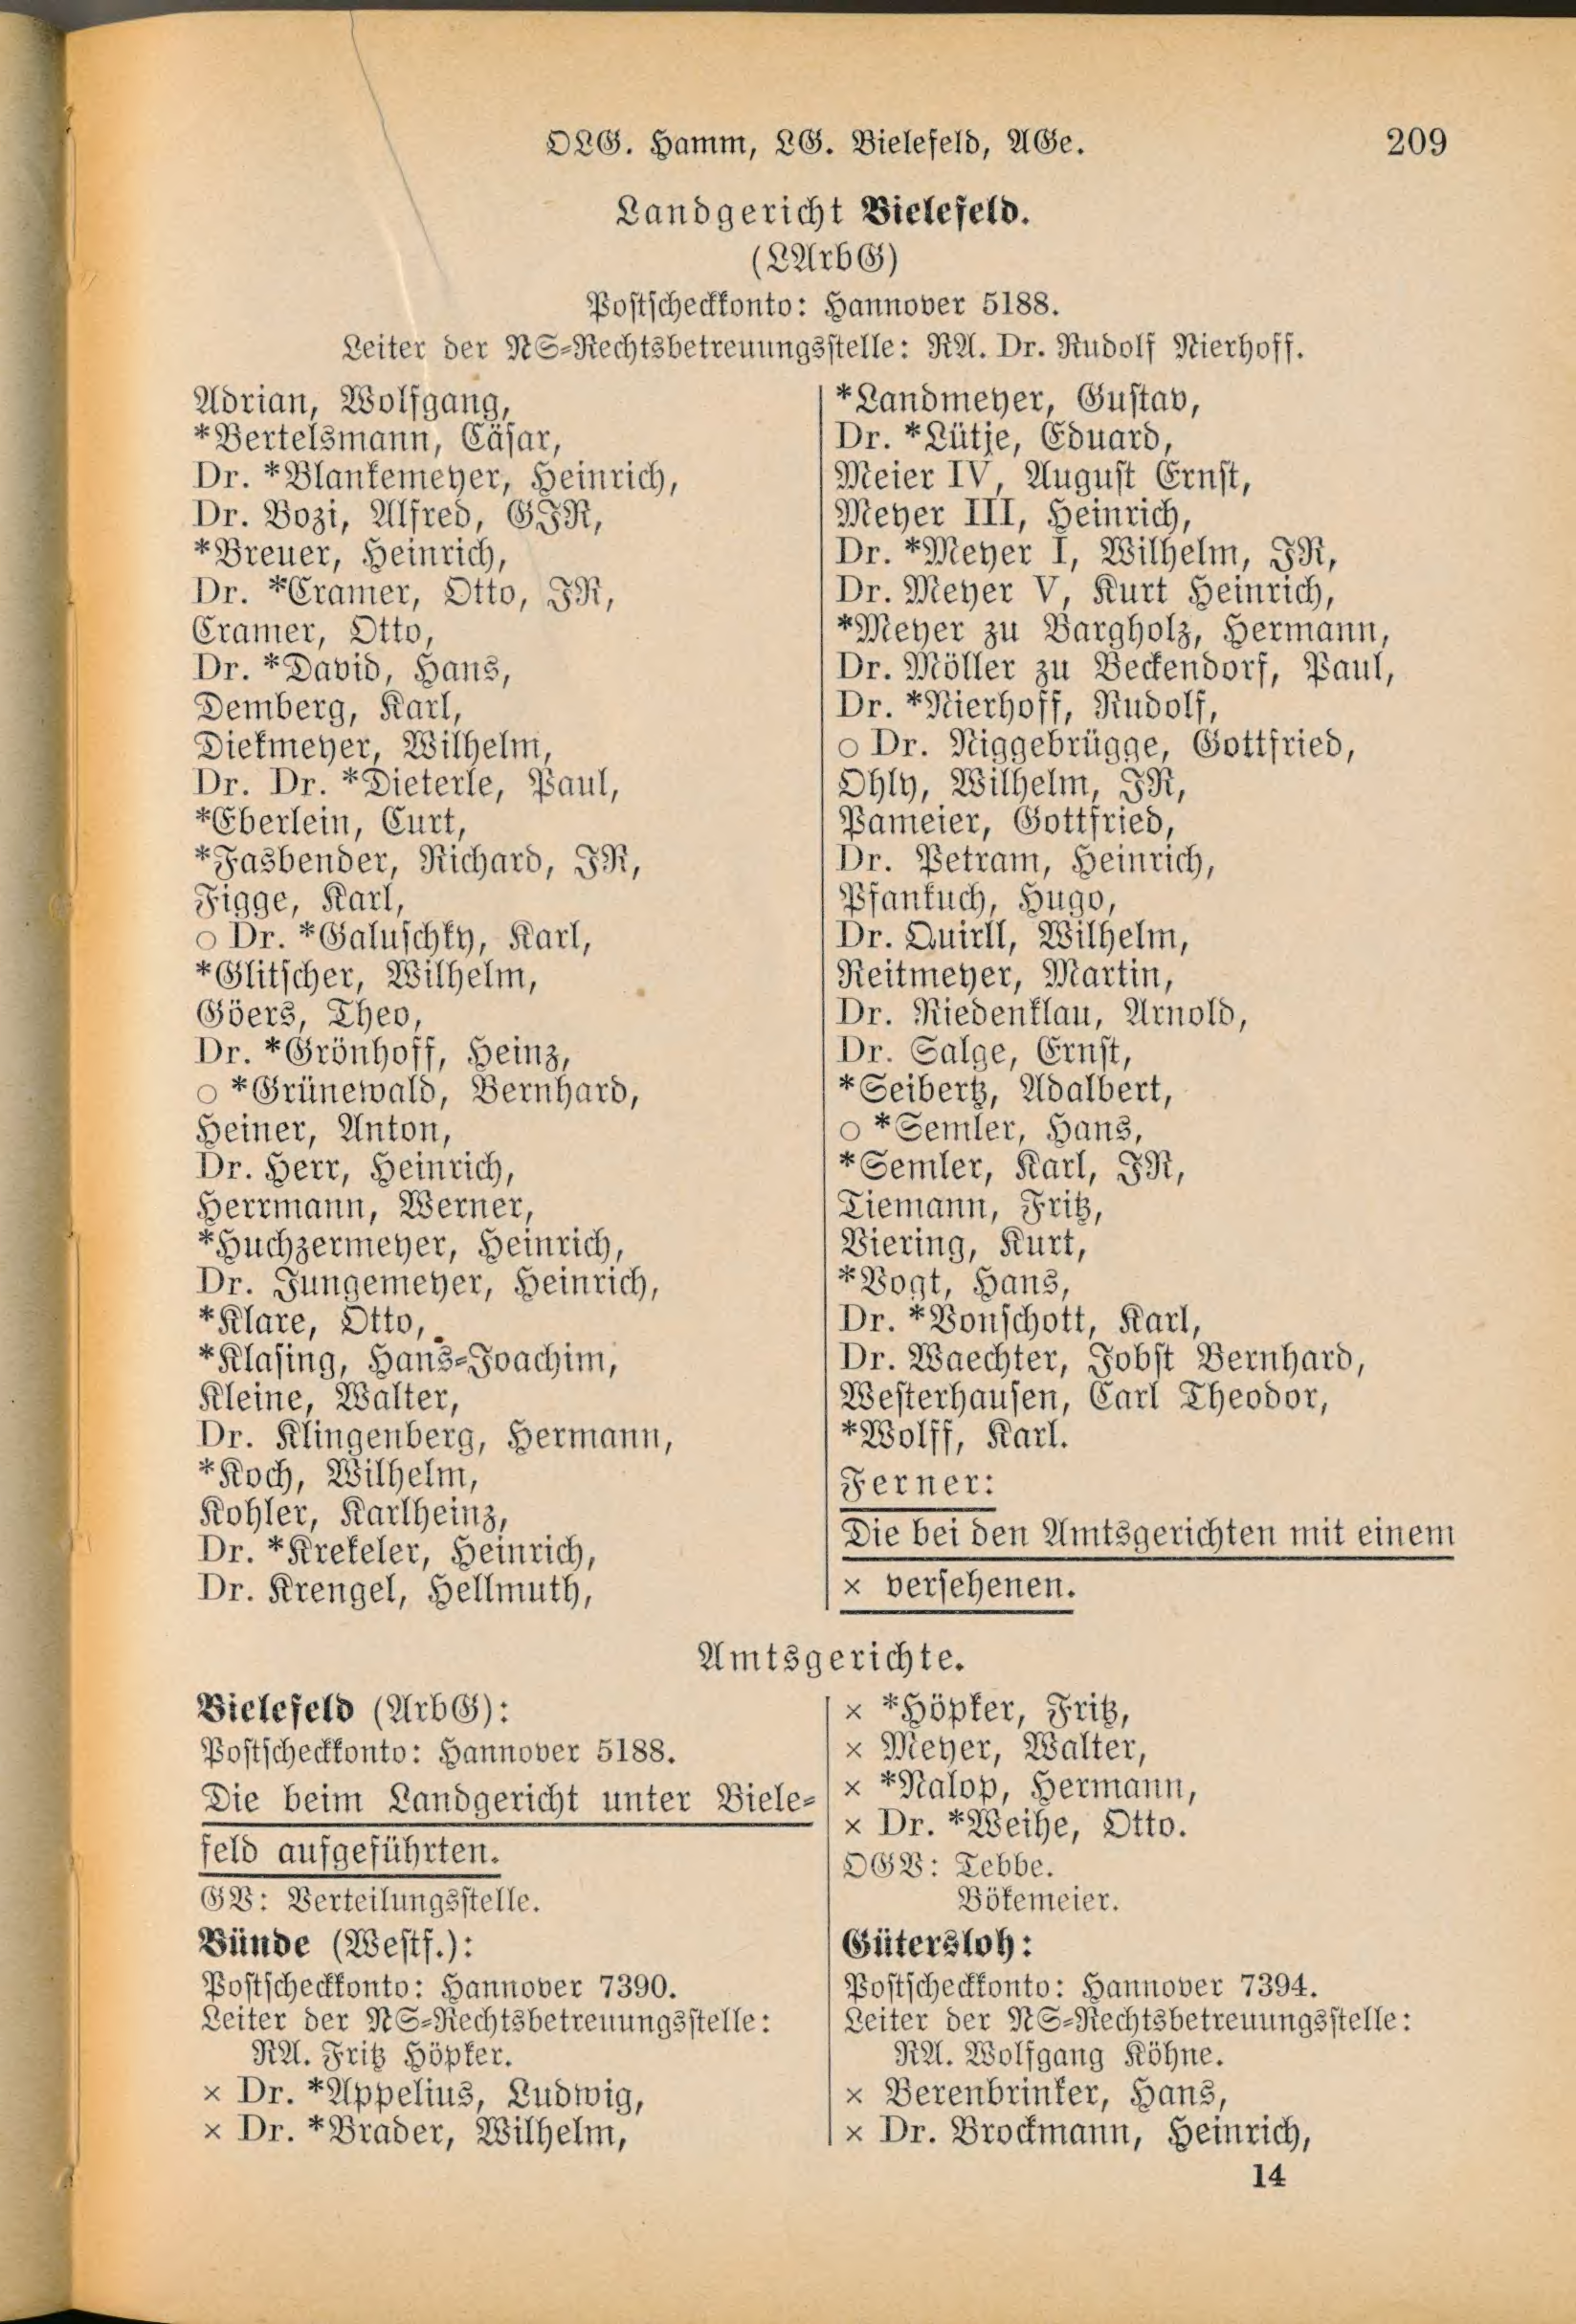 OLG. Hamm, LG. Bielefeld, AGe.
209
Landgericht Bielefeld.
(LArbG)
Postscheckkonto: Hannover 5188.
Leiter der NS-Rechtsbetreuungsstelle: RA. Dr. Rudolf Nierhoff.
Adrian, Wolfgang,
*Bertelsmann, Cäsar,
Dr. *Blankemeyer, Heinrich,
Dr. Bozi, Alfred, GJR,
*Breuer, Heinrich,
Dr. *Cramer, Otto, JR,
Cramer, Otto,
Dr. *David, Hans,
Demberg, Karl,
Diekmeyer, Wilhelm,
Dr. Dr. *Dieterle, Paul,
*Eberlein, Curt,
*Fasbender, Richard, JR,
Figge, Karl,
○ Dr. *Galuschky, Karl,
*Glitscher, Wilhelm,
Göers, Theo,
Dr. *Grönhoff, Heinz,
○ *Grünewald, Bernhard,
Heiner, Anton,
Dr. Herr, Heinrich,
Herrmann, Werner,
*Huchzermeyer, Heinrich,
Dr. Jungemeyer, Heinrich,
*Klare, Otto,
*Klasing, Hans-Joachim,
Kleine, Walter,
Dr. Klingenberg, Hermann,
*Koch, Wilhelm,
Kohler, Karlheinz,
Dr. *Krekeler, Heinrich,
Dr. Krengel, Hellmuth,
*Landmeyer, Gustav,
Dr. *Lütje, Eduard,
Meier IV, August Ernst,
Meyer III, Heinrich,
Dr. *Meyer I, Wilhelm, JR,
Dr. Meyer V, Kurt Heinrich,
*Meyer zu Bargholz, Hermann,
Dr. Möller zu Beckendorf, Paul,
Dr. *Nierhoff, Rudolf,
○ Dr. Niggebrügge, Gottfried,
Ohly, Wilhelm, JR,
Pameier, Gottfried,
Dr. Petram, Heinrich,
Pfankuch, Hugo,
Dr. Quirll, Wilhelm,
Reitmeyer, Martin,
Dr. Riedenklau, Arnold,
Dr. Salge, Ernst,
*Seibertz, Adalbert,
○ *Semler, Hans,
*Semler, Karl, JR,
Tiemann, Fritz,
Viering, Kurt,
*Vogt, Hans,
Dr. *Vonschott, Karl,
Dr. Waechter, Jobst Bernhard,
Westerhausen, Carl Theodor,
*Wolff, Karl.
Ferner:
Die bei den Amtsgerichten mit einem
× versehenen.
Amtsgerichte.
Bielefeld (ArbG):
Postscheckkonto: Hannover 5188.
Die beim Landgericht unter Biele-
feld aufgeführten.
GV: Verteilungsstelle.
Bünde (Westf.):
Postscheckkonto: Hannover 7390.
Leiter der NS-Rechtsbetreuungsstelle:
RA. Fritz Höpker.
× Dr. *Appelius, Ludwig,
× Dr. *Brader, Wilhelm,
× *Höpker, Fritz,
× Meyer, Walter,
× *Nalop, Hermann,
× Dr. *Weihe, Otto.
OGV: Tebbe.
Bökemeier.
Gütersloh:
Postscheckkonto: Hannover 7394.
Leiter der NS-Rechtsbetreuungsstelle:
RA. Wolfgang Köhne.
× Berenbrinker, Hans,
× Dr. Brockmann, Heinrich,
14